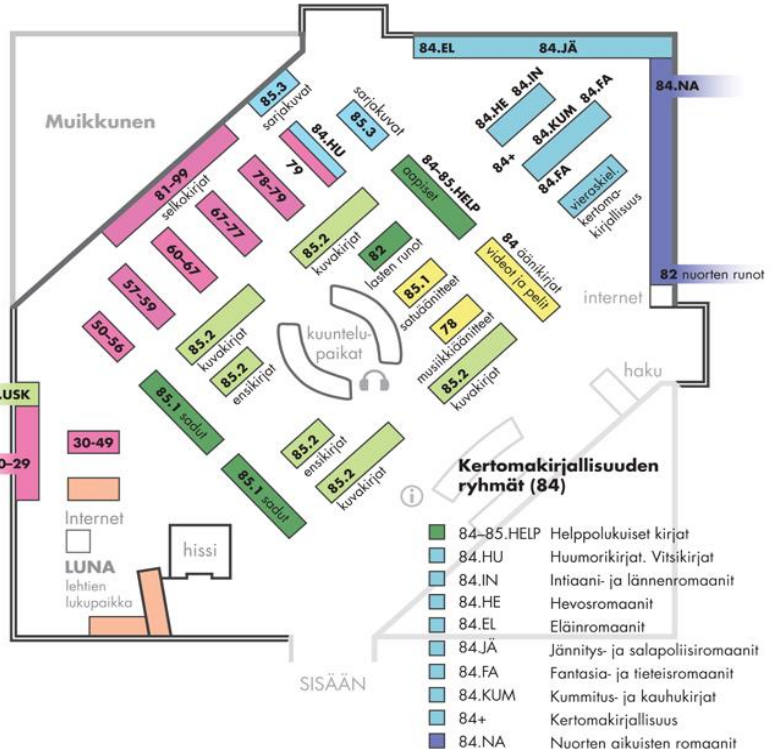 84.EL
84.JÄ
84.NA
85.3
sarjakuvat
sarjakuvat
85.3
84.HE
84.IN
84.KUM
84.FA
84+
84.FA
vieraskiel.
kertoma-
kirjallisuus
Muikkunen
84.HU
79
81–99
selkokirjat
78–79
67–77
60–67
57–59
50–56
84–85.HELP
aapiset
85.2
kuvakirjat
82
lasten runot
84 äänikirjat
videot ja pelit
85.1
satuäänitteet
78
musiikkiäänitteet
82 nuorten runot
internet
kuuntelu-
paikat
85.2
kuvakirjat
85.2
ensikirjat
85.2
kuvakirjat
haku
.USK
0–29
85.1 sadut
85.1 sadut
85.2
ensikirjat
85.2
kuvakirjat
30-49
Internet
LUNA
lehtien
lukupaikka
hissi
i
SISÄÄN
Kertomakirjallisuuden
ryhmät (84)
84–85.HELP Helppolukuiset kirjat
84.HU Huumorikirjat. Vitsikirjat
84.IN Intiaani- ja lännenromaanit
84.HE Hevosromaanit
84.EL Eläinromaanit
84.JÄ Jännitys- ja salapoliisiromaanit
84.FA Fantasia- ja tieteisromaanit
84.KUM Kummitus- ja kauhukirjat
84+ Kertomakirjallisuus
84.NA Nuorten aikuisten romaanit